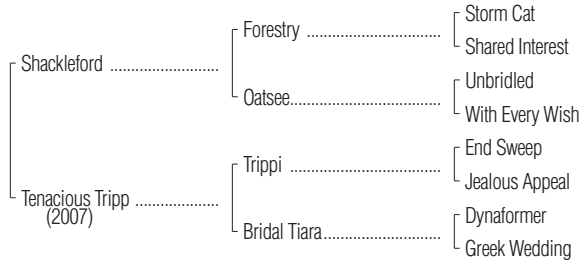 Storm Cat
Forestry ..............................
Shared Interest
Shackleford ........................
Unbridled
Oatsee.................................
With Every Wish
End Sweep
Trippi ..................................
Jealous Appeal
Tenacious Tripp ..................
(2007)
Dynaformer
Bridal Tiara..........................
Greek Wedding